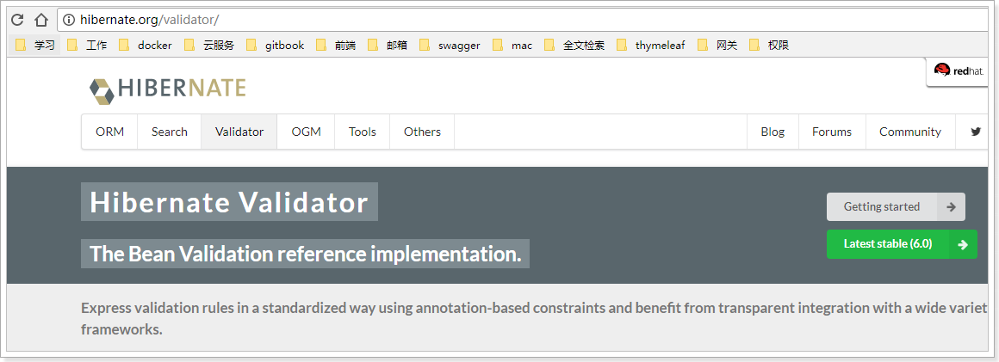 hibernate.org/validator/
学习 工作 docker 云服务 gitbook 前端 邮箱 swagger mac 全文检索 thymeleaf 网关 权限
redhat.
HIBERNATE
ORM Search Validator OGM Tools Others Blog Forums Community
Hibernate Validator
Getting started
The Bean Validation reference implementation.
Latest stable (6.0)
Express validation rules in a standardized way using annotation-based constraints and benefit from transparent integration with a wide variet
frameworks.